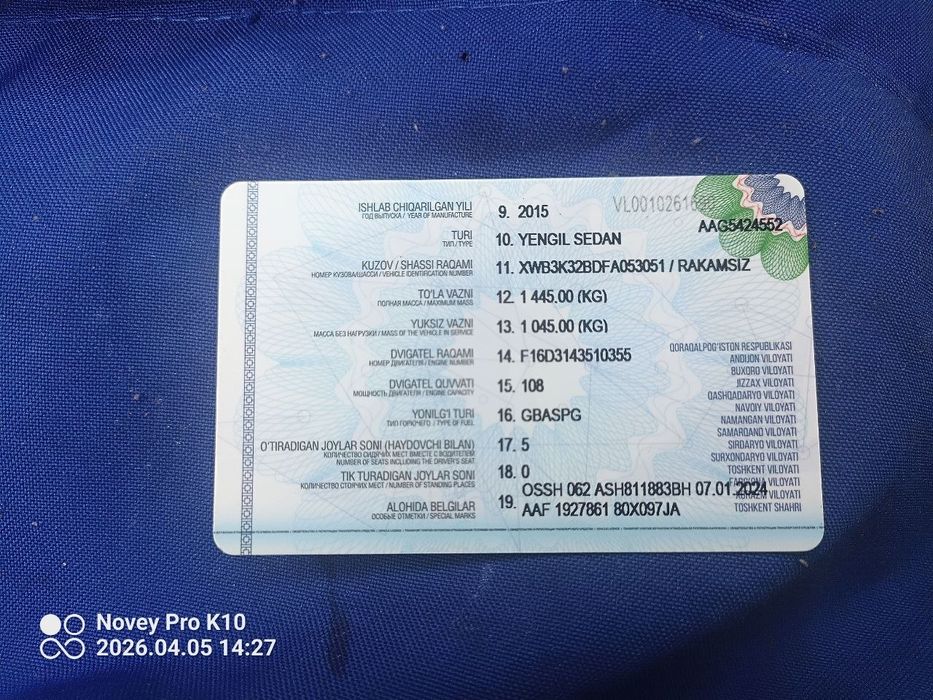 ISHLAB CHIQARILGAN YILI
ГОД ВЫПУСКА / YEAR OF MANUFACTURE
9. 2015
VL0010261
AAG5424552
TURI
ТИП / TYPE
10. YENGIL SEDAN
KUZOV / SHASSI RAQAMI
НОМЕР КУЗОВА/ШАССИ / VEHICLE IDENTIFICATION NUMBER
11. XWB3K32BDFA053051 / RAKAMSIZ
TO'LA VAZNI
ПОЛНАЯ МАССА / MAXIMUM MASS
12. 1 445.00 (KG)
YUKSIZ VAZNI
МАССА БЕЗ НАГРУЗКИ / MASS OF THE VEHICLE IN SERVICE
13. 1 045.00 (KG)
DVIGATEL RAQAMI
НОМЕР ДВИГАТЕЛЯ / ENGINE NUMBER
14. F16D3143510355
DVIGATEL QUVVATI
МОЩНОСТЬ ДВИГАТЕЛЯ / ENGINE CAPACITY
15. 108
YONILG'I TURI
ТИП ГОРЮЧЕГО / TYPE OF FUEL
16. GBASPG
O'TIRADIGAN JOYLAR SONI (HAYDOVCHI BILAN)
КОЛИЧЕСТВО СИДЯЧИХ МЕСТ ВМЕСТЕ С ВОДИТЕЛЕМ
NUMBER OF SEATS INCLUDING THE DRIVER'S SEAT
17. 5
TIK TURADIGAN JOYLAR SONI
КОЛИЧЕСТВО СТОЯЧИХ МЕСТ / NUMBER OF STANDING PLACES
18. 0
ALOHIDA BELGILAR
ОСОБЫЕ ОТМЕТКИ / SPECIAL MARKS
19. OSSH 062 ASH811883BH 07.01.2024
AAF 1927861 80X097JA
QORAQALPOG'ISTON RESPUBLIKASI
ANDIJON VILOYATI
BUXORO VILOYATI
JIZZAX VILOYATI
QASHQADARYO VILOYATI
NAVOIY VILOYATI
NAMANGAN VILOYATI
SAMARQAND VILOYATI
SIRDARYO VILOYATI
SURXONDARYO VILOYATI
TOSHKENT VILOYATI
FARG'ONA VILOYATI
XORAZM VILOYATI
TOSHKENT SHAHRI
Novey Pro K10
2026.04.05 14:27